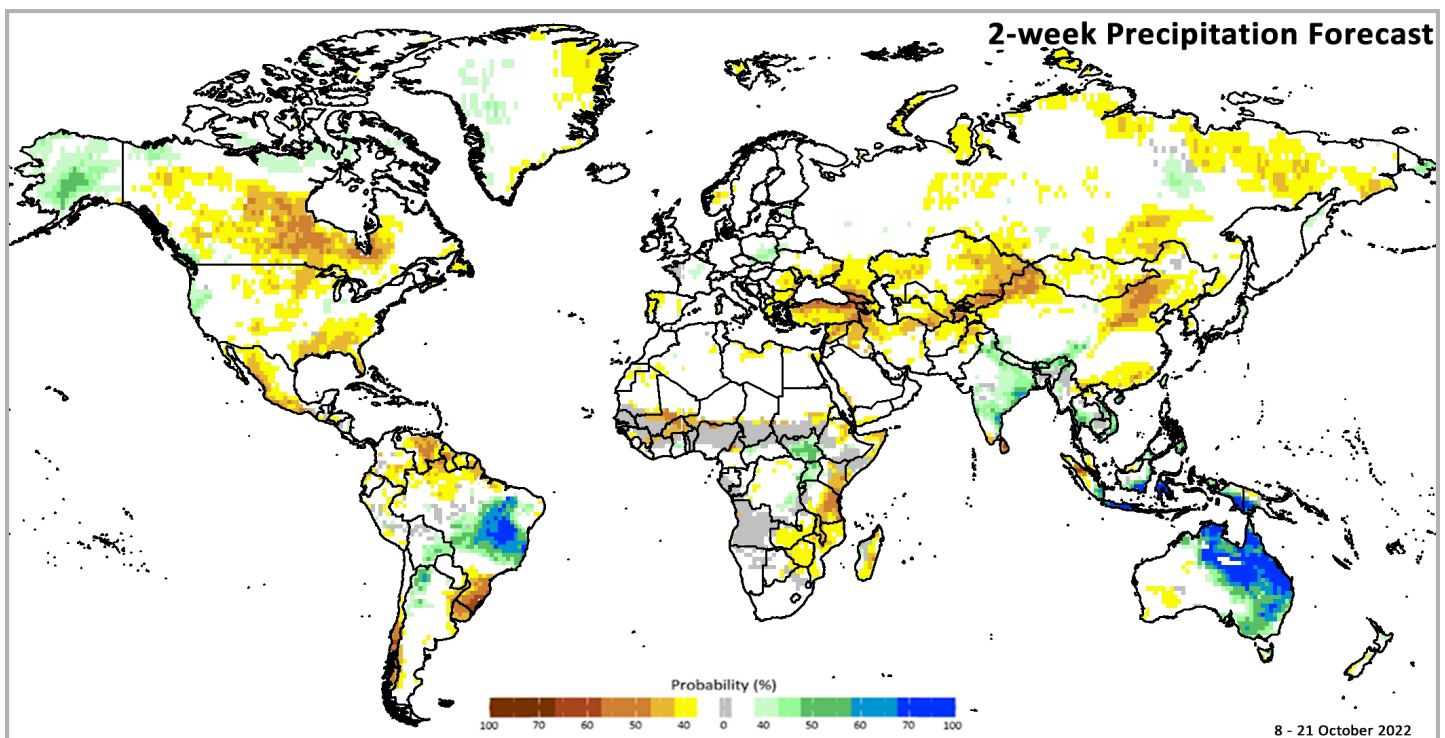 2-week Precipitation Forecast
Probability (%)
100 70 60 50 40 0 40 50 60 70 100
8 - 21 October 2022